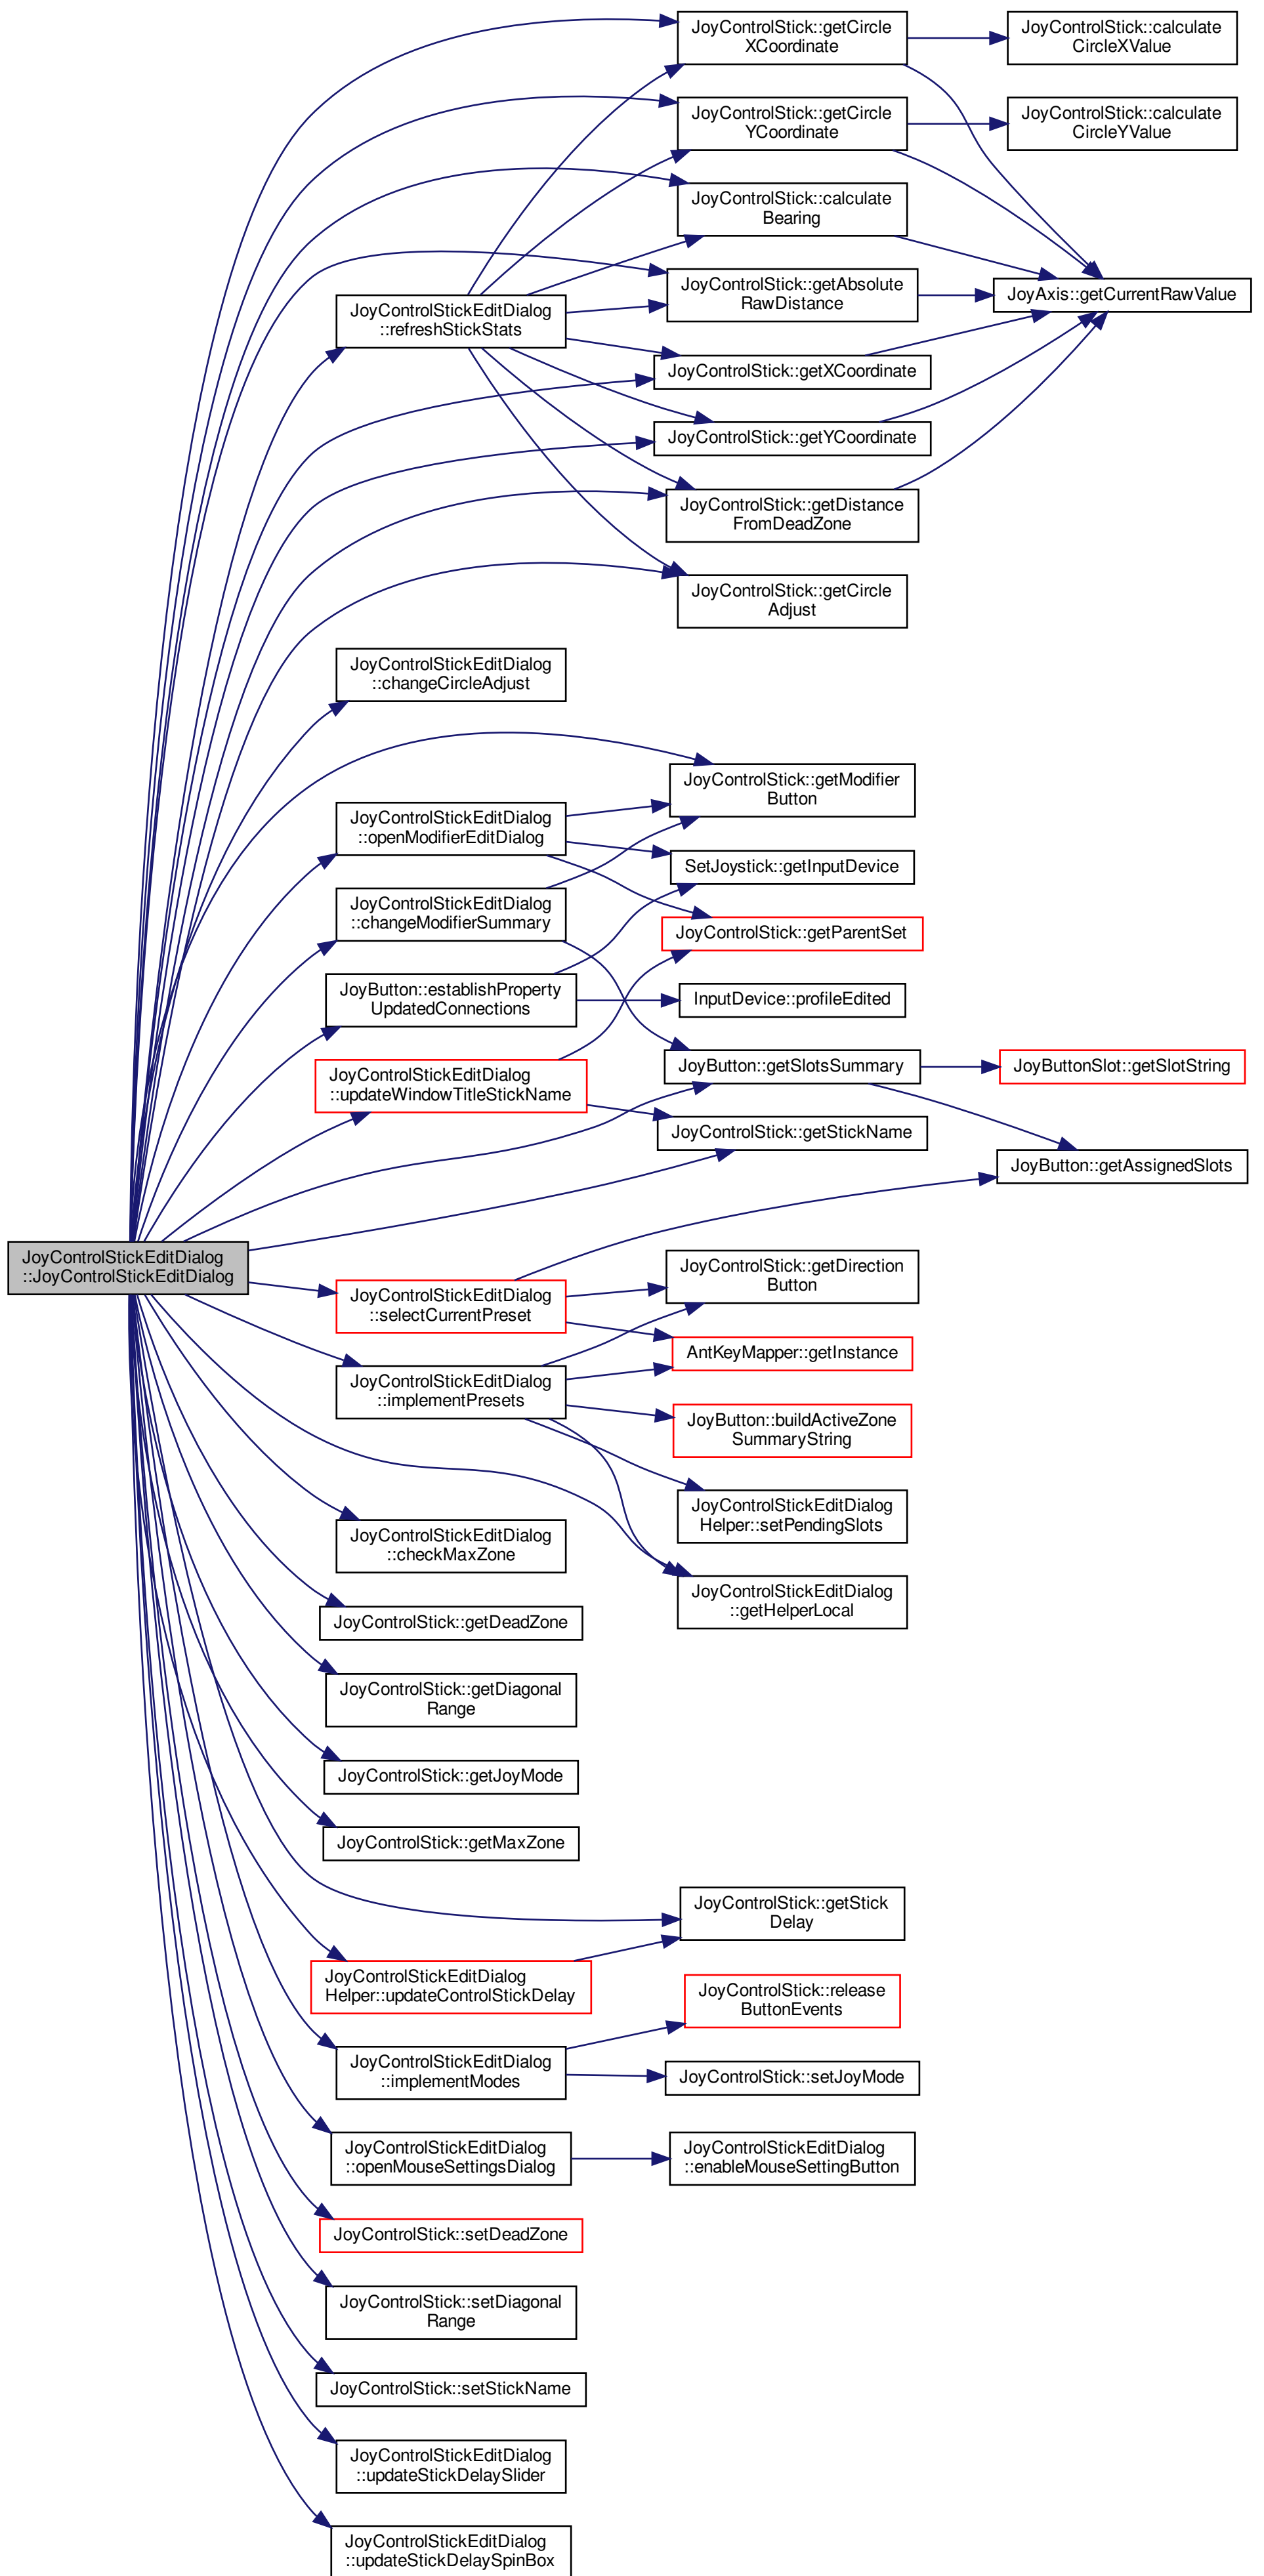 JoyControlStick::getCircle
XCoordinate
JoyControlStick::calculate
CircleXValue
JoyControlStick::getCircle
YCoordinate
JoyControlStick::calculate
CircleYValue
JoyControlStick::calculate
Bearing
JoyControlStick::getAbsolute
RawDistance
JoyAxis::getCurrentRawValue
JoyControlStickEditDialog
::refreshStickStats
JoyControlStick::getXCoordinate
JoyControlStick::getYCoordinate
JoyControlStick::getDistance
FromDeadZone
JoyControlStick::getCircle
Adjust
JoyControlStickEditDialog
::changeCircleAdjust
JoyControlStick::getModifier
Button
JoyControlStickEditDialog
::openModifierEditDialog
SetJoystick::getInputDevice
JoyControlStickEditDialog
::changeModifierSummary
JoyControlStick::getParentSet
JoyButton::establishProperty
UpdatedConnections
InputDevice::profileEdited
JoyControlStickEditDialog
::updateWindowTitleStickName
JoyButton::getSlotsSummary
JoyButtonSlot::getSlotString
JoyControlStick::getStickName
JoyButton::getAssignedSlots
JoyControlStickEditDialog
::JoyControlStickEditDialog
JoyControlStick::getDirection
Button
JoyControlStickEditDialog
::selectCurrentPreset
AntKeyMapper::getInstance
JoyControlStickEditDialog
::implementPresets
JoyButton::buildActiveZone
SummaryString
JoyControlStickEditDialog
Helper::setPendingSlots
JoyControlStickEditDialog
::checkMaxZone
JoyControlStickEditDialog
::getHelperLocal
JoyControlStick::getDeadZone
JoyControlStick::getDiagonal
Range
JoyControlStick::getJoyMode
JoyControlStick::getMaxZone
JoyControlStick::getStick
Delay
JoyControlStickEditDialog
Helper::updateControlStickDelay
JoyControlStick::release
ButtonEvents
JoyControlStickEditDialog
::implementModes
JoyControlStick::setJoyMode
JoyControlStickEditDialog
::openMouseSettingsDialog
JoyControlStickEditDialog
::enableMouseSettingButton
JoyControlStick::setDeadZone
JoyControlStick::setDiagonal
Range
JoyControlStick::setStickName
JoyControlStickEditDialog
::updateStickDelaySlider
JoyControlStickEditDialog
::updateStickDelaySpinBox